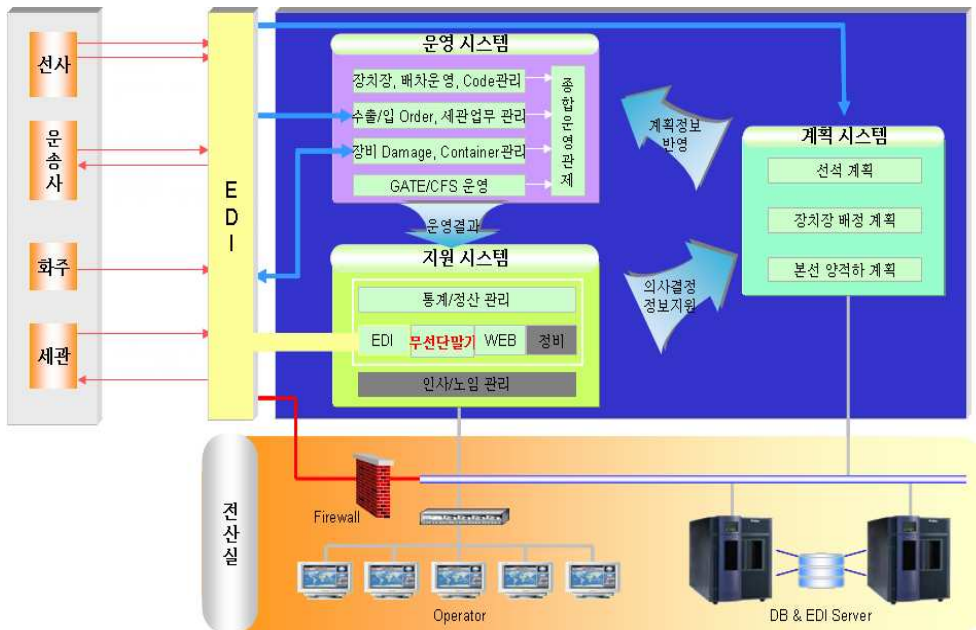 선사
운송사
화주
세관
EDI
운영 시스템
장치장, 배차운영, Code관리
수출/입 Order, 세관업무 관리
장비 Damage, Container관리
GATE/CFS 운영
종합운영관제
계획정보
반영
계획 시스템
선석 계획
장치장 배정 계획
본선 양적하 계획
운영결과
지원 시스템
통계/정산 관리
EDI
무선단말기
WEB
정비
인사/노임 관리
의사결정
정보지원
전산실
Firewall
Operator
DB & EDI Server